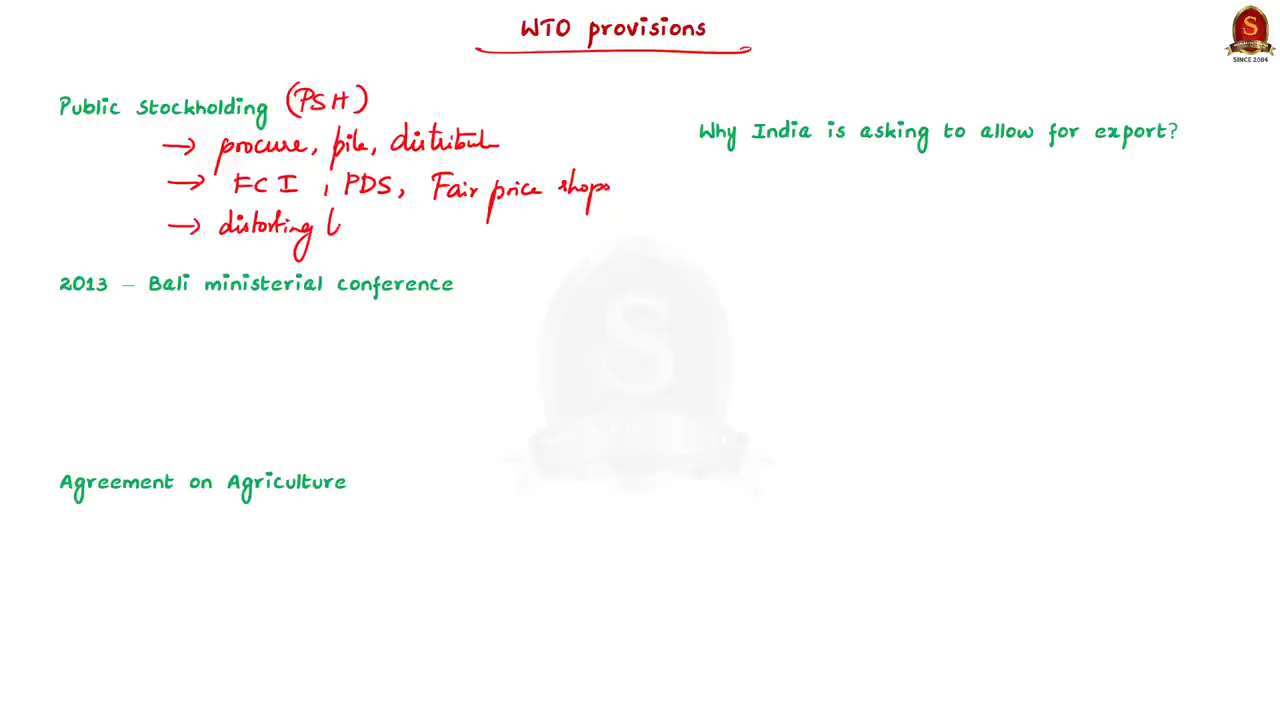 WTO provisions
S
SINCE 2004
Public stockholding (PSH)
→ procure, pile, distribut
→ FCI, PDS, Fair price shops
→ distorting (
2013 – Bali ministerial conference
Agreement on Agriculture
Why India is asking to allow for export?
S